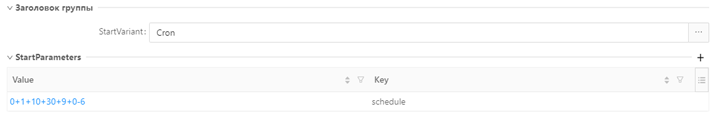 Заголовок группы
StartVariant: Cron ...
StartParameters +
Value Key
0+1+10+30+9+0-6 schedule